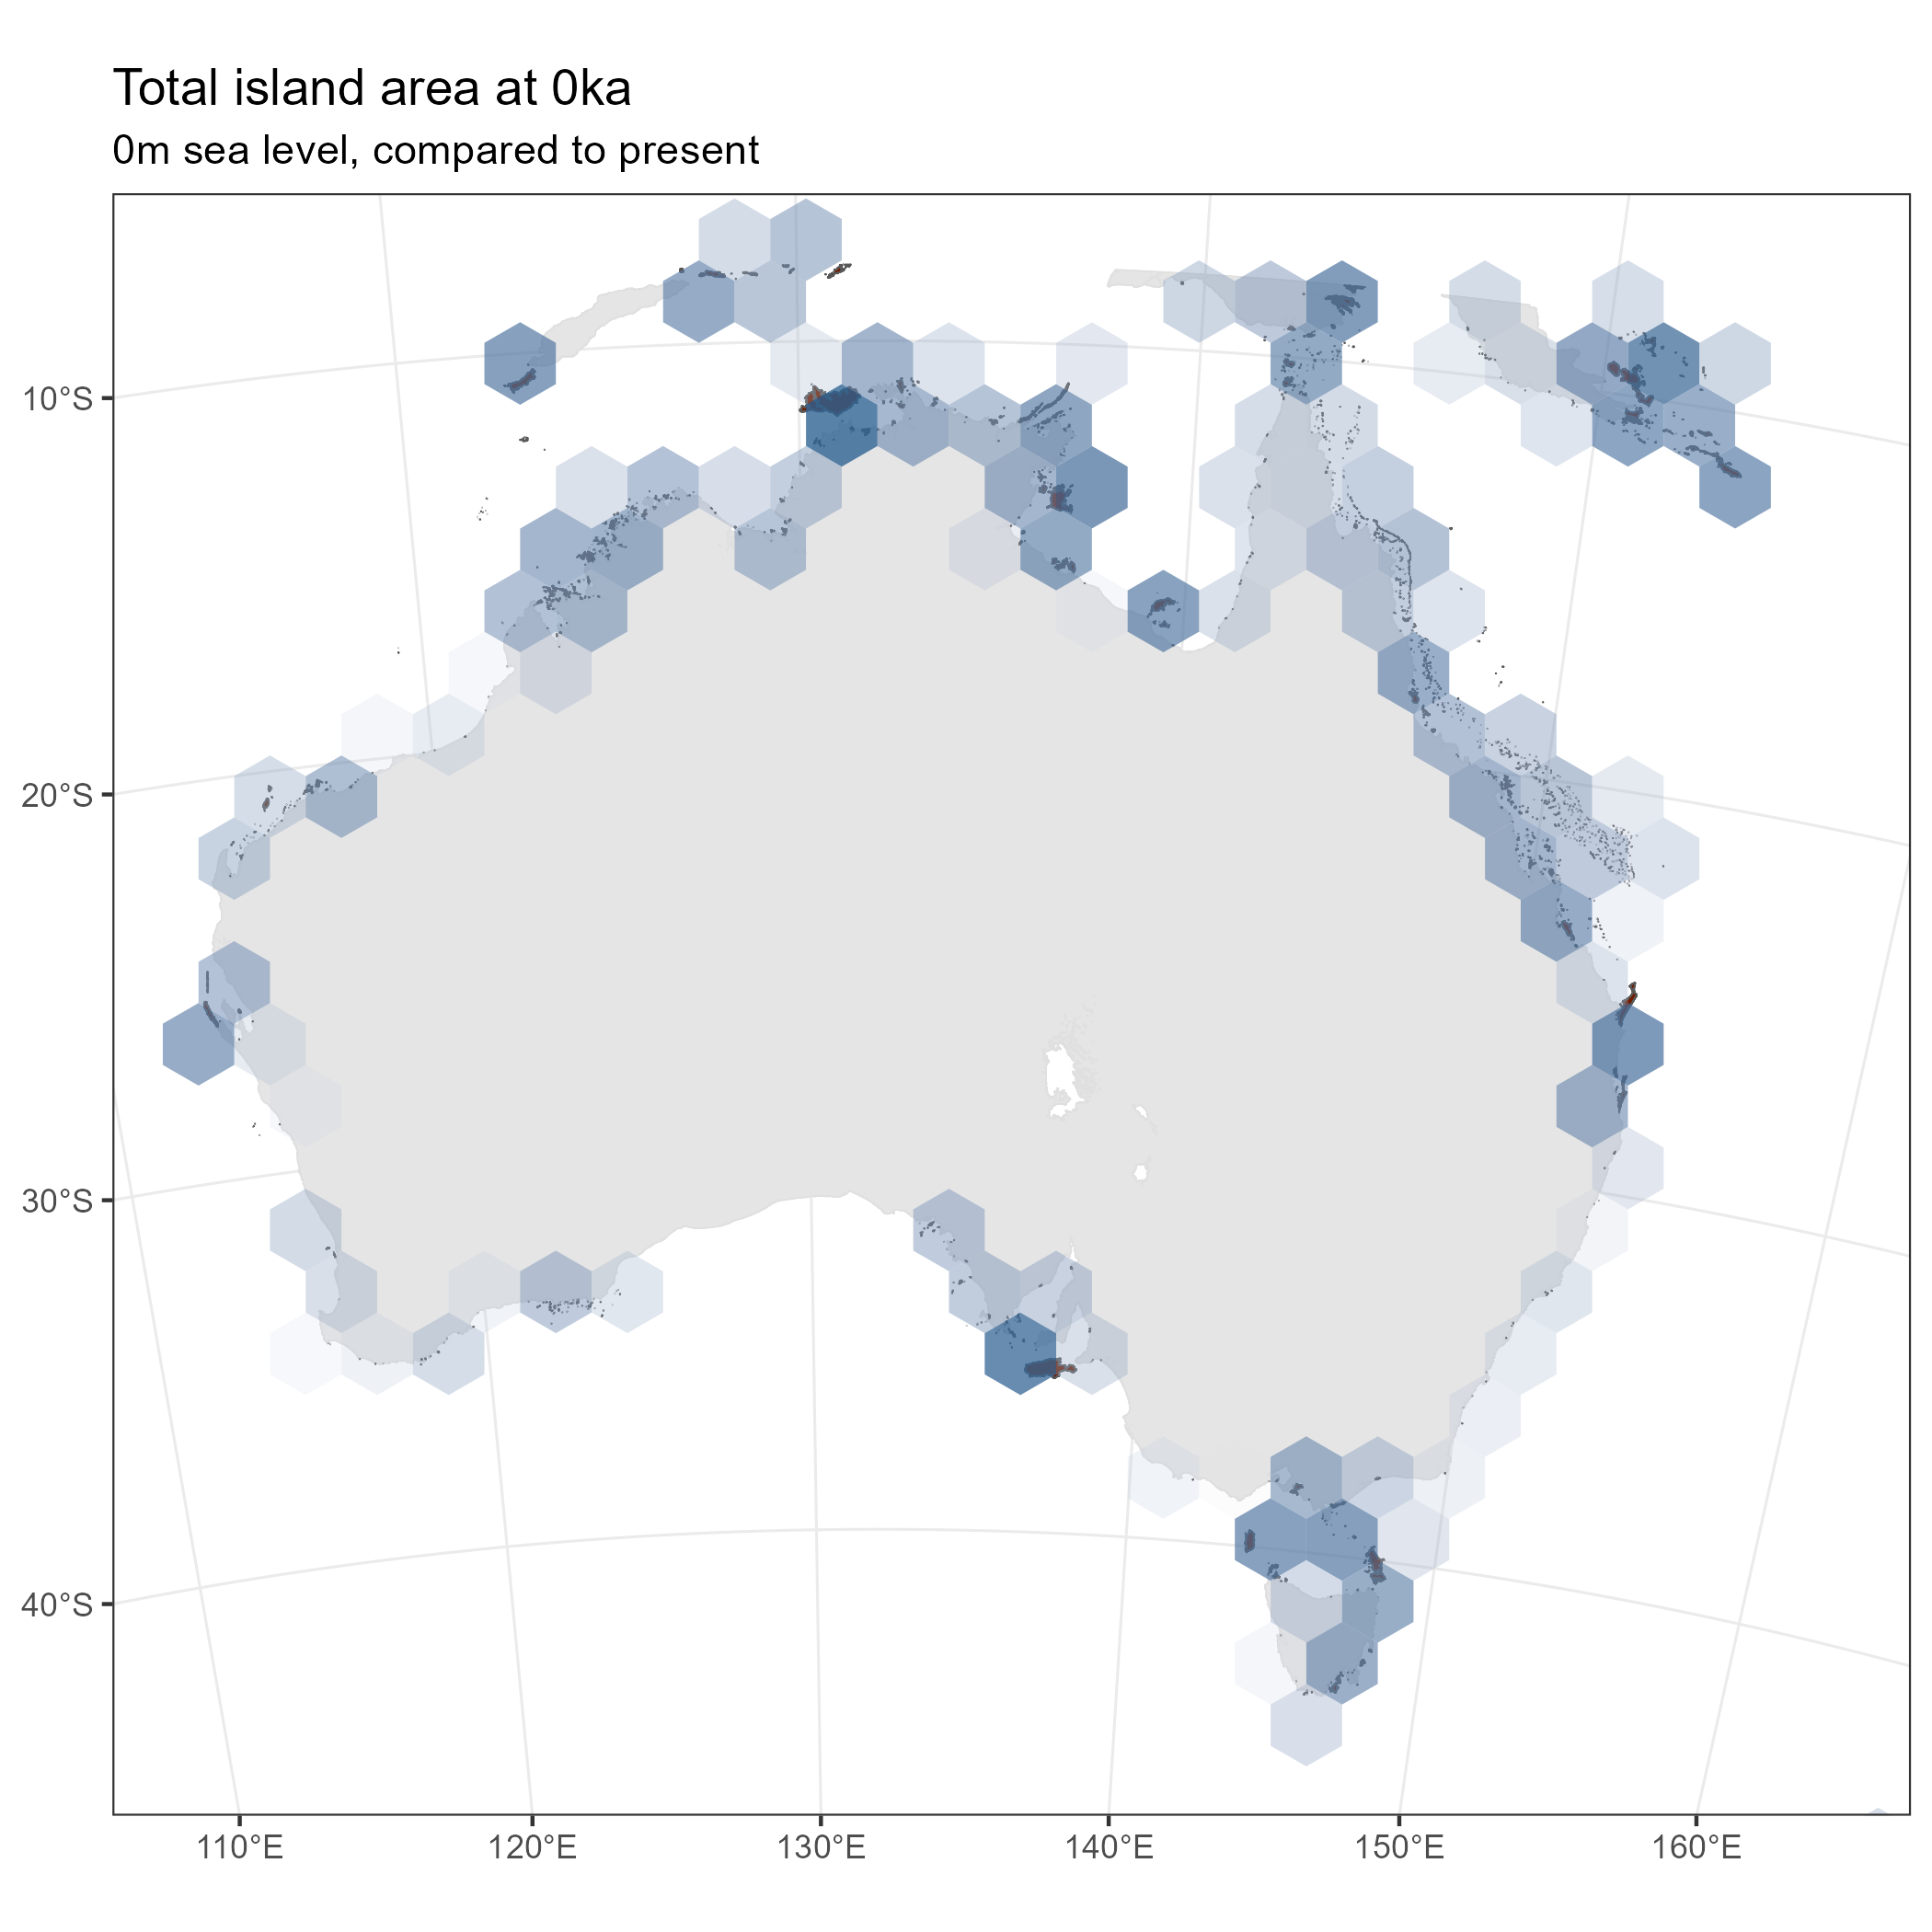 Total island area at 0ka
0m sea level, compared to present
10°S
20°S
30°S
40°S
110°E
120°E
130°E
140°E
150°E
160°E